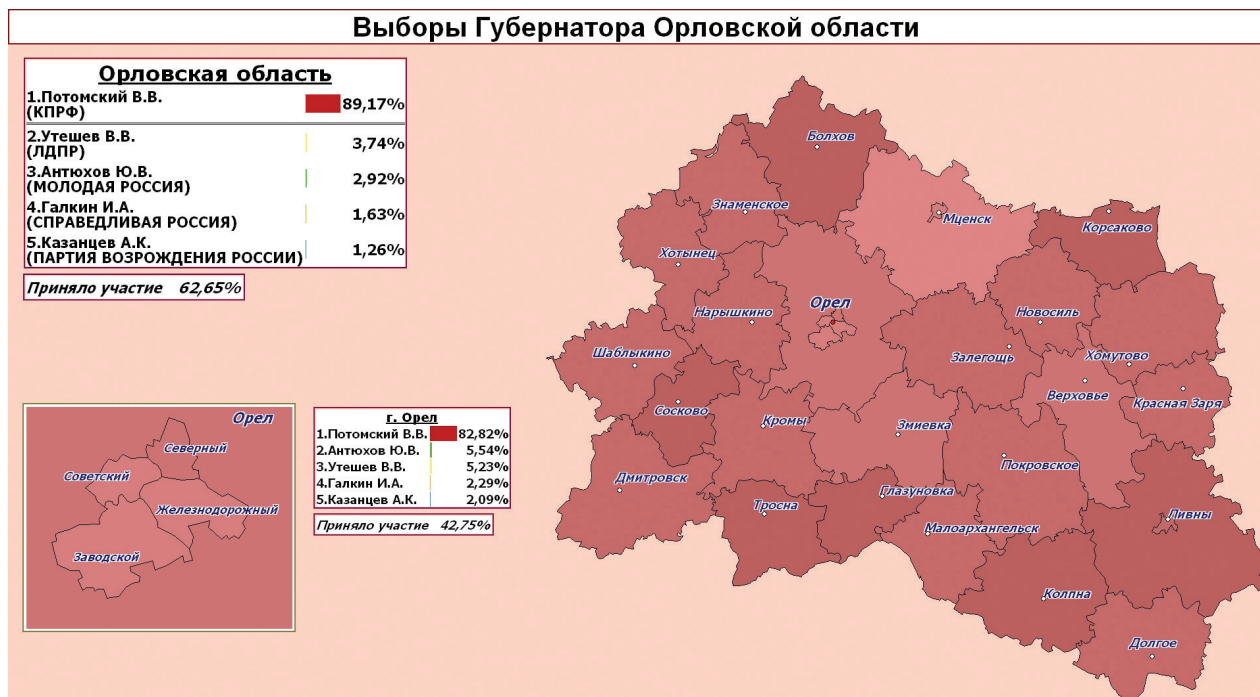 Выборы Губернатора Орловской области
Орловская область
1.Потомский В.В.
(КПРФ)
89,17%
2.Утешев В.В.
(ЛДПР)
3,74%
3.Антюхов Ю.В.
(МОЛОДАЯ РОССИЯ)
2,92%
4.Галкин И.А.
(СПРАВЕДЛИВАЯ РОССИЯ)
1,63%
5.Казанцев А.К.
(ПАРТИЯ ВОЗРОЖДЕНИЯ РОССИИ)
1,26%
Приняло участие 62,65%
Орел
Северный
Советский
Железнодорожный
Заводской
г. Орел
1.Потомский В.В. 82,82%
2.Антюхов Ю.В. 5,54%
3.Утешев В.В. 5,23%
4.Галкин И.А. 2,29%
5.Казанцев А.К. 2,09%
Приняло участие 42,75%
Болхов
Знаменское
Мценск
Корсаково
Хотынец
Орел
Нарышкино
Новосиль
Шаблыкино
Залегощь
Хомутово
Верховье
Красная Заря
Сосково
Кромы
Змиевка
Покровское
Дмитровск
Глазуновка
Тросна
Ливны
Малоархангельск
Колпна
Долгое